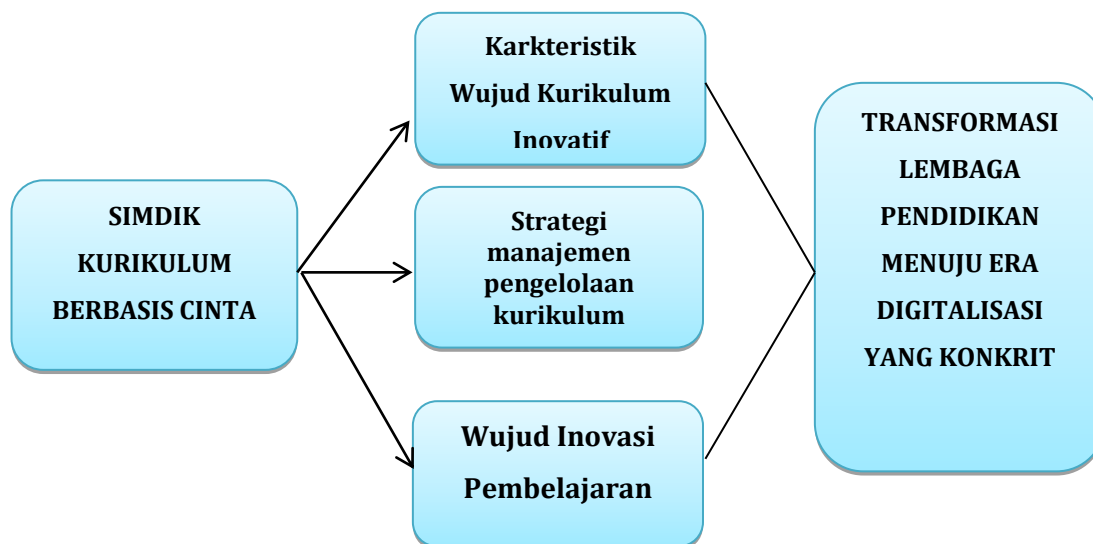 SIMDIK
KURIKULUM
BERBASIS CINTA
Karkteristik
Wujud Kurikulum
Inovatif
Strategi
manajemen
pengelolaan
kurikulum
Wujud Inovasi
Pembelajaran
TRANSFORMASI
LEMBAGA
PENDIDIKAN
MENUJU ERA
DIGITALISASI
YANG KONKRIT